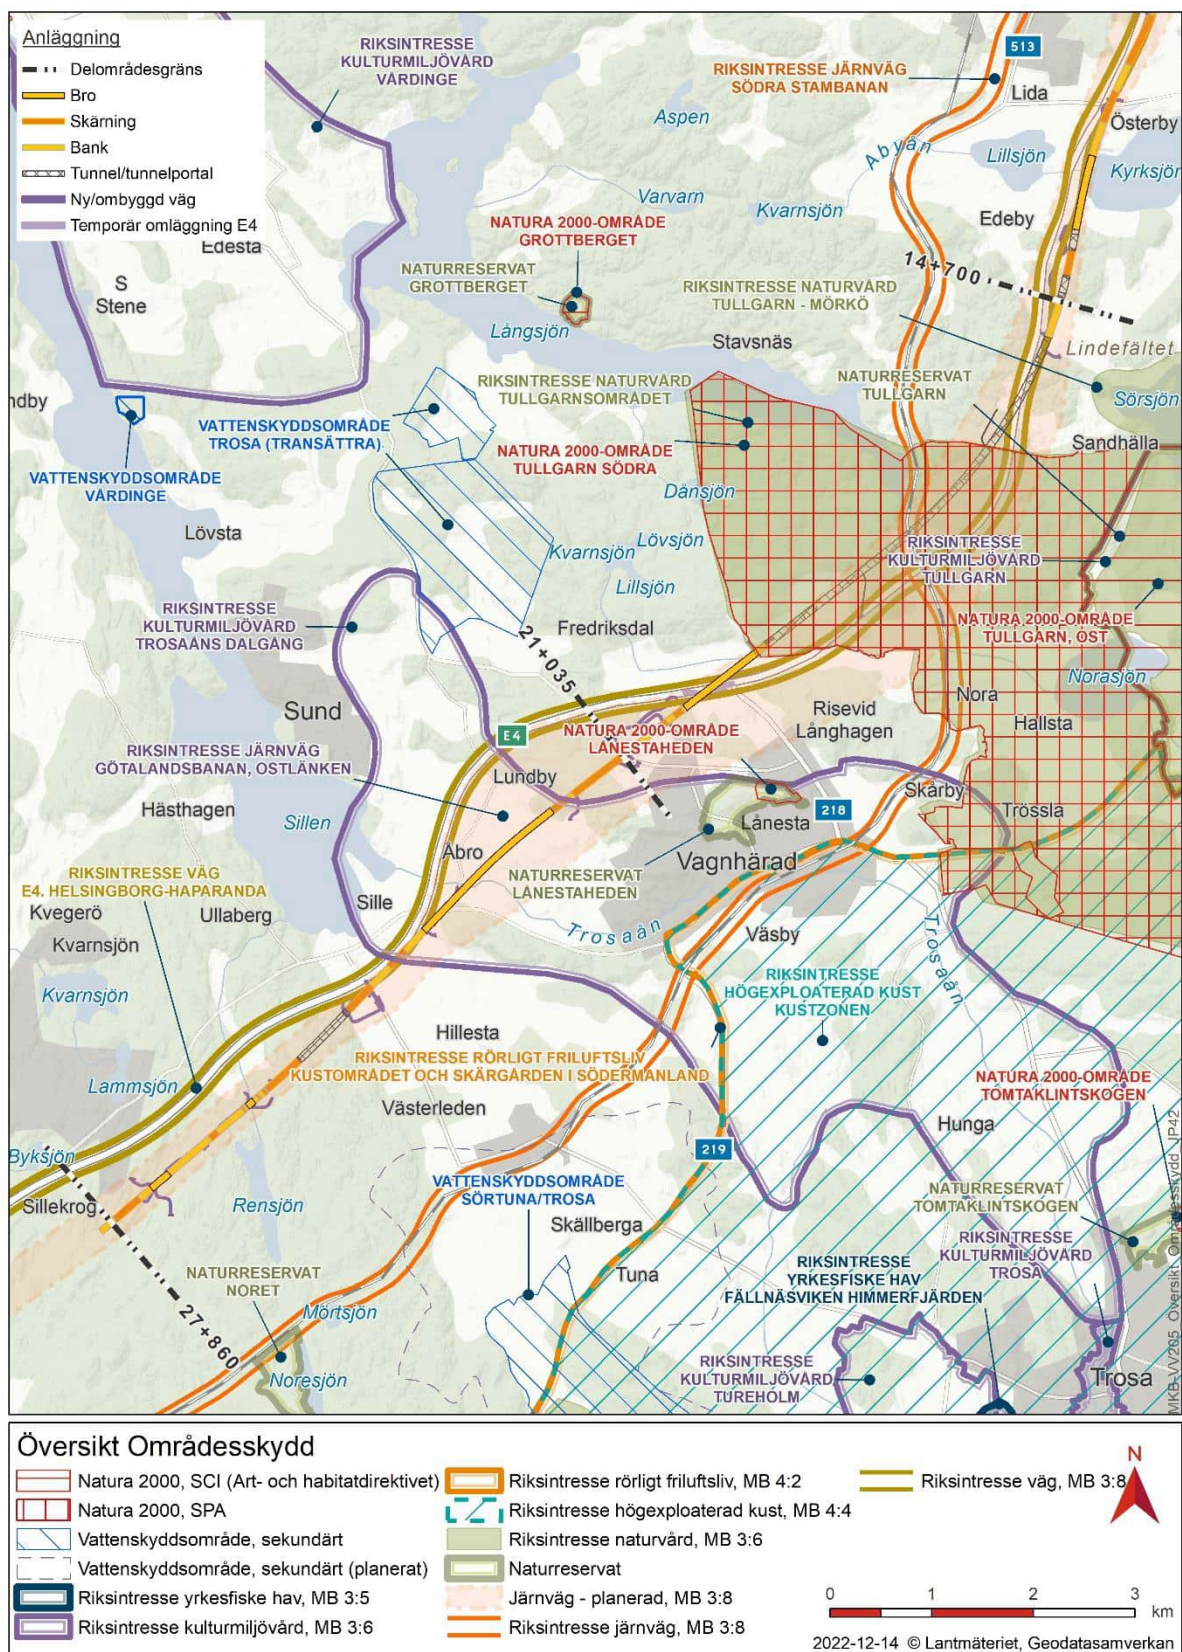 Anläggning
Delområdesgräns
Bro
Skärning
Bank
Tunnel/tunnelportal
Ny/ombyggd väg
Temporär omläggning E4
RIKSINTRESSE
KULTURMILJÖVÅRD
VÅRDINGE
RIKSINTRESSE JÄRNVÄG
SÖDRA STAMBANAN
513
Lida
Aspen
Åbyån
Lillsjön
Österby
Kyrksjön
Varvarn
Kvarnsjön
Edeby
Edesta
NATURA 2000-OMRÅDE
GROTTBERGET
S
Stene
NATURRESERVAT
GROTTBERGET
14+700
RIKSINTRESSE NATURVÅRD
TULLGARN - MÖRKÖ
Långsjön
Stavsnäs
Lindefältet
ndby
RIKSINTRESSE NATURVÅRD
TULLGARNSOMRÅDET
NATURRESERVAT
TULLGARN
Sörsjön
VATTENSKYDDSOMRÅDE
TROSA (TRANSÄTTRA)
NATURA 2000-OMRÅDE
TULLGARN SÖDRA
Sandhälla
VATTENSKYDDSOMRÅDE
VÅRDINGE
Dånsjön
Lövsta
Kvarnsjön
Lövsjön
RIKSINTRESSE
KULTURMILJÖVÅRD
TULLGARN
Lillsjön
RIKSINTRESSE
KULTURMILJÖVÅRD
TROSAÅNS DALGÅNG
Fredriksdal
NATURA 2000-OMRÅDE
TULLGARN, ÖST
21+035
Norasjön
Nora
Sund
Risevid
Långhagen
Hallsta
E4
NATURA 2000-OMRÅDE
LÅNESTAHEDEN
RIKSINTRESSE JÄRNVÄG
GÖTALANDSBANAN, OSTLÄNKEN
Lundby
Skårby
Hästhagen
Sillen
218
Trössla
Lånesta
Åbro
Vagnhärad
RIKSINTRESSE VÄG
E4. HELSINGBORG-HAPARANDA
NATURRESERVAT
LÅNESTAHEDEN
Sille
Kvegerö
Ullaberg
Kvarnsjön
Trosaån
Väsby
Trosaån
Kvarnsjön
RIKSINTRESSE
HÖGEXPLOATERAD KUST
KUSTZONEN
Hillesta
RIKSINTRESSE RÖRLIGT FRILUFTSLIV
KUSTOMRÅDET OCH SKÄRGÅRDEN I SÖDERMANLAND
Lammsjön
NATURA 2000-OMRÅDE
TOMTAKLINTSKOGEN
Västerleden
Hunga
219
Byksjön
VATTENSKYDDSOMRÅDE
SÖRTUNA/TROSA
NATURRESERVAT
TOMTAKLINTSKOGEN
Sillekrog
Rensjön
Skällberga
RIKSINTRESSE
KULTURMILJÖVÅRD
TROSA
RIKSINTRESSE
YRKESFISKE HAV
FÄLLNÄSVIKEN HIMMERFJÄRDEN
Tuna
NATURRESERVAT
NORET
Mörtsjön
27+860
Noresjön
RIKSINTRESSE
KULTURMILJÖVÅRD
TUREHOLM
Trosa
MKB-VV205 Översikt Områdesskydd JP42
Översikt Områdesskydd
Natura 2000, SCI (Art- och habitatdirektivet)
Natura 2000, SPA
Vattenskyddsområde, sekundärt
Vattenskyddsområde, sekundärt (planerat)
Riksintresse yrkesfiske hav, MB 3:5
Riksintresse kulturmiljövård, MB 3:6
Riksintresse rörligt friluftsliv, MB 4:2
Riksintresse högexploaterad kust, MB 4:4
Riksintresse naturvård, MB 3:6
Naturreservat
Järnväg - planerad, MB 3:8
Riksintresse järnväg, MB 3:8
Riksintresse väg, MB 3:8
N
0 1 2 3
km
2022-12-14 © Lantmäteriet, Geodatasamverkan